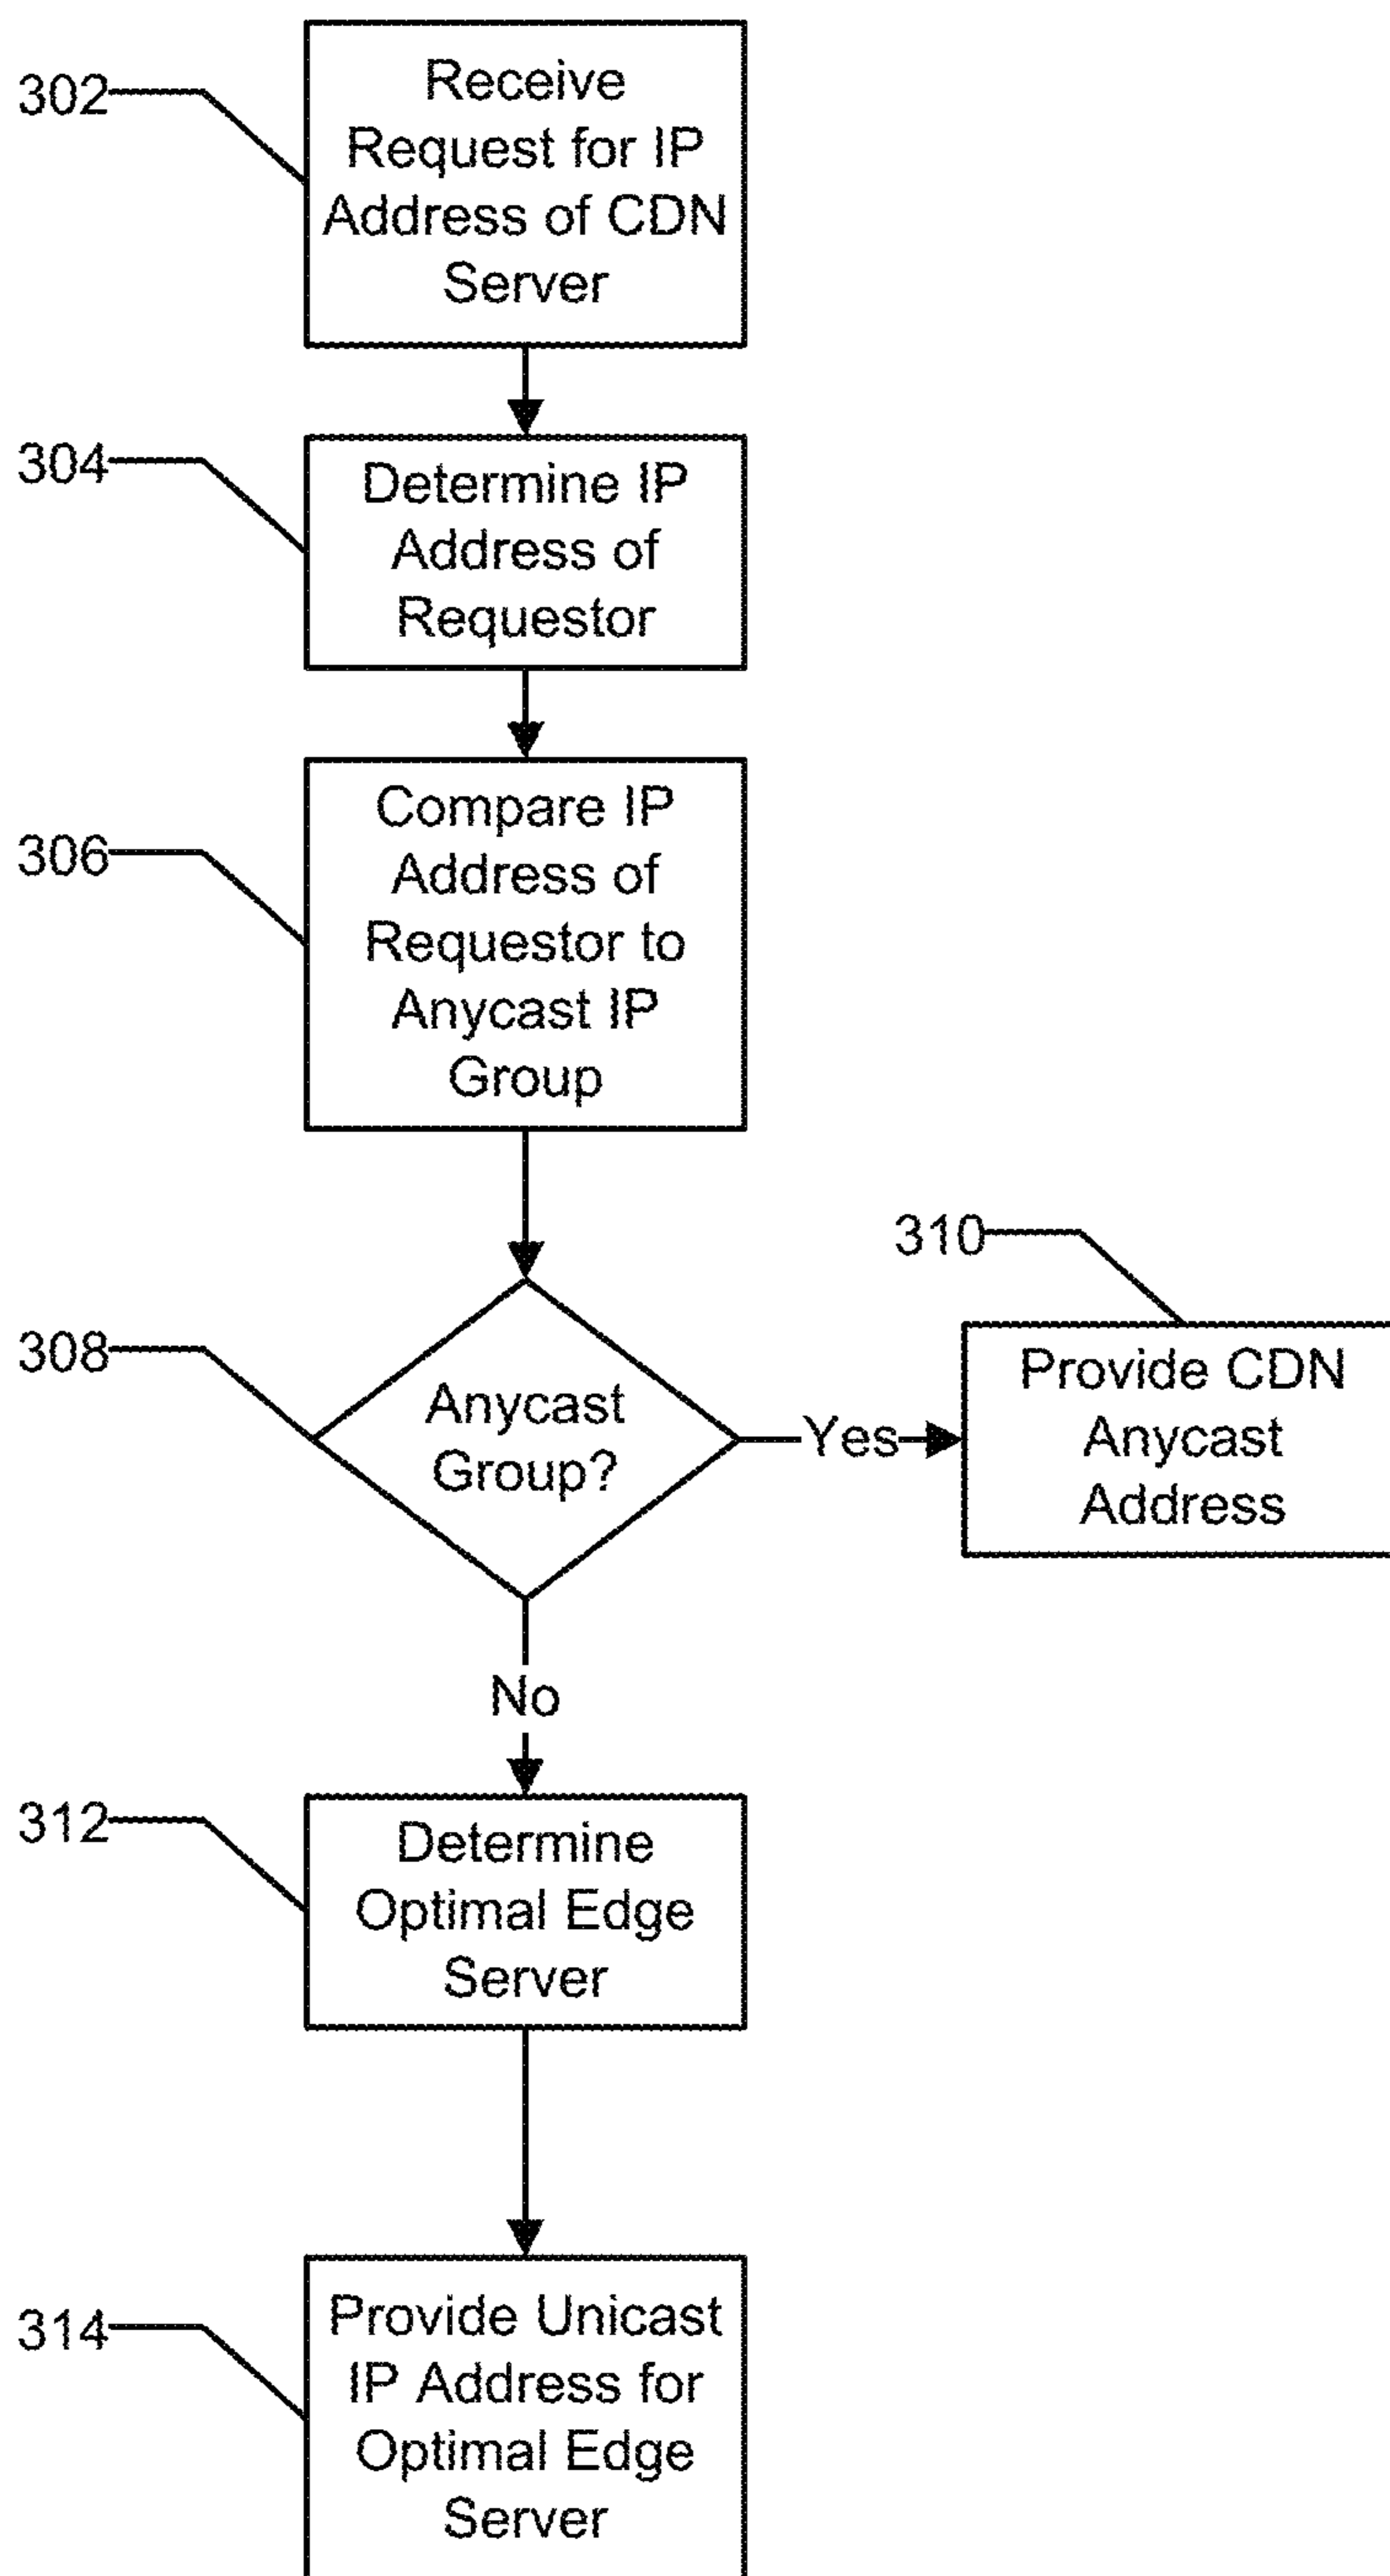 302
Receive
Request for IP
Address of CDN
Server
304
Determine IP
Address of
Requestor
306
Compare IP
Address of
Requestor to
Anycast IP
Group
308
Anycast
Group?
Yes
310
Provide CDN
Anycast
Address
No
312
Determine
Optimal Edge
Server
314
Provide Unicast
IP Address for
Optimal Edge
Server